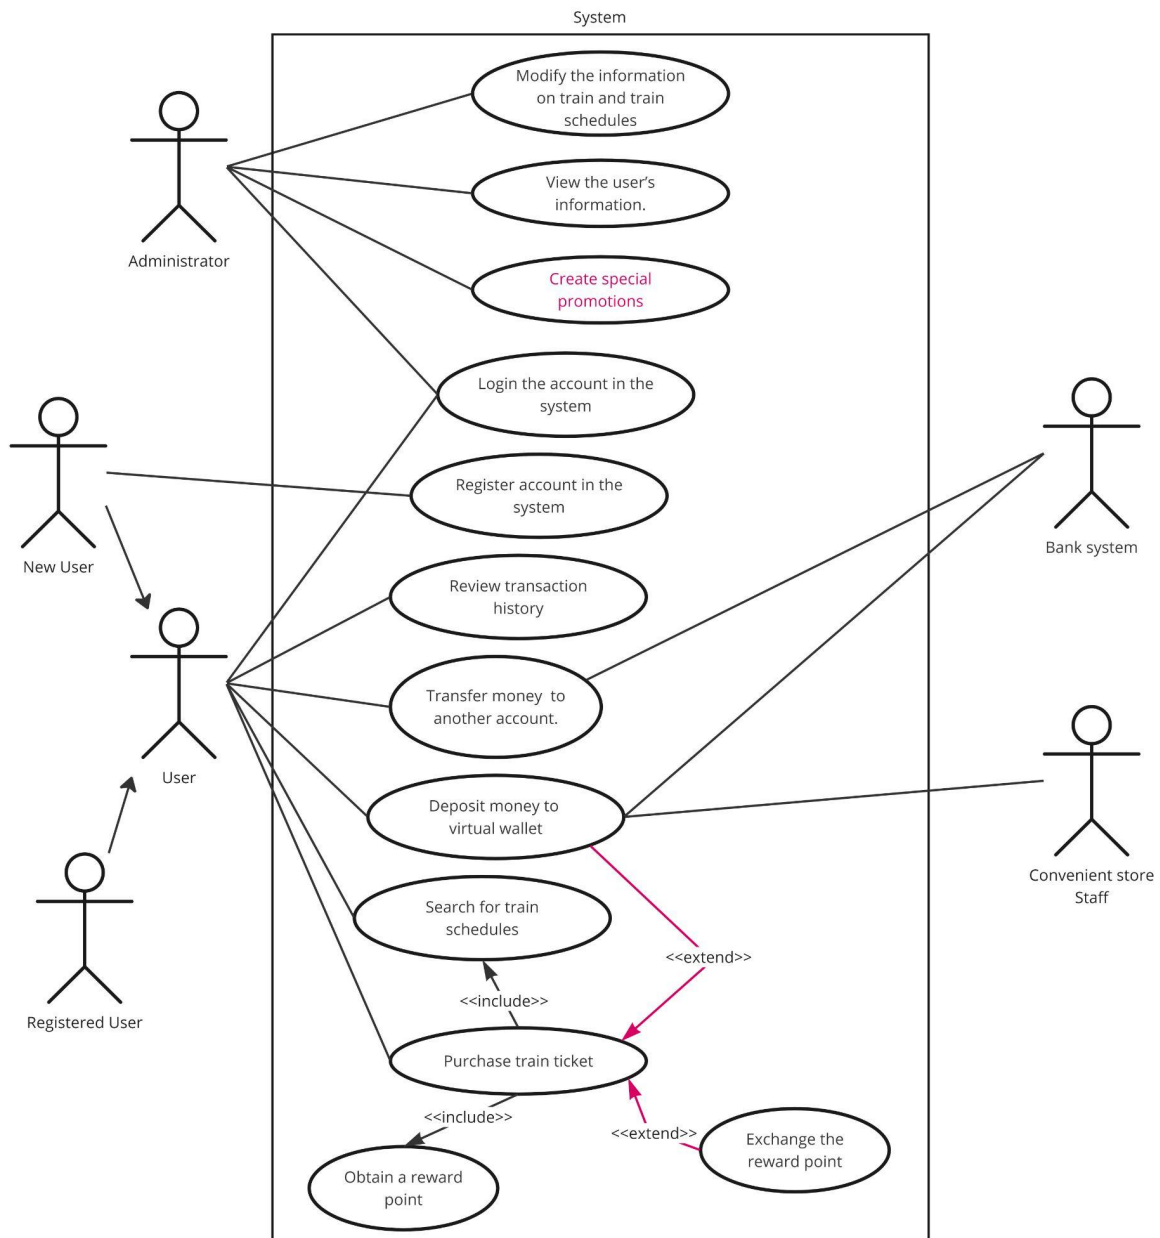 System
Modify the information
on train and train
schedules
View the user's
information.
Administrator
Create special
promotions
Login the account in the
system
Register account in the
system
Bank system
New User
Review transaction
history
Transfer money to
another account.
User
Deposit money to
virtual wallet
Convenient store
Staff
Search for train
schedules
<<extend>>
<<include>>
Registered User
Purchase train ticket
<<include>>
<<extend>>
Exchange the
reward point
Obtain a reward
point